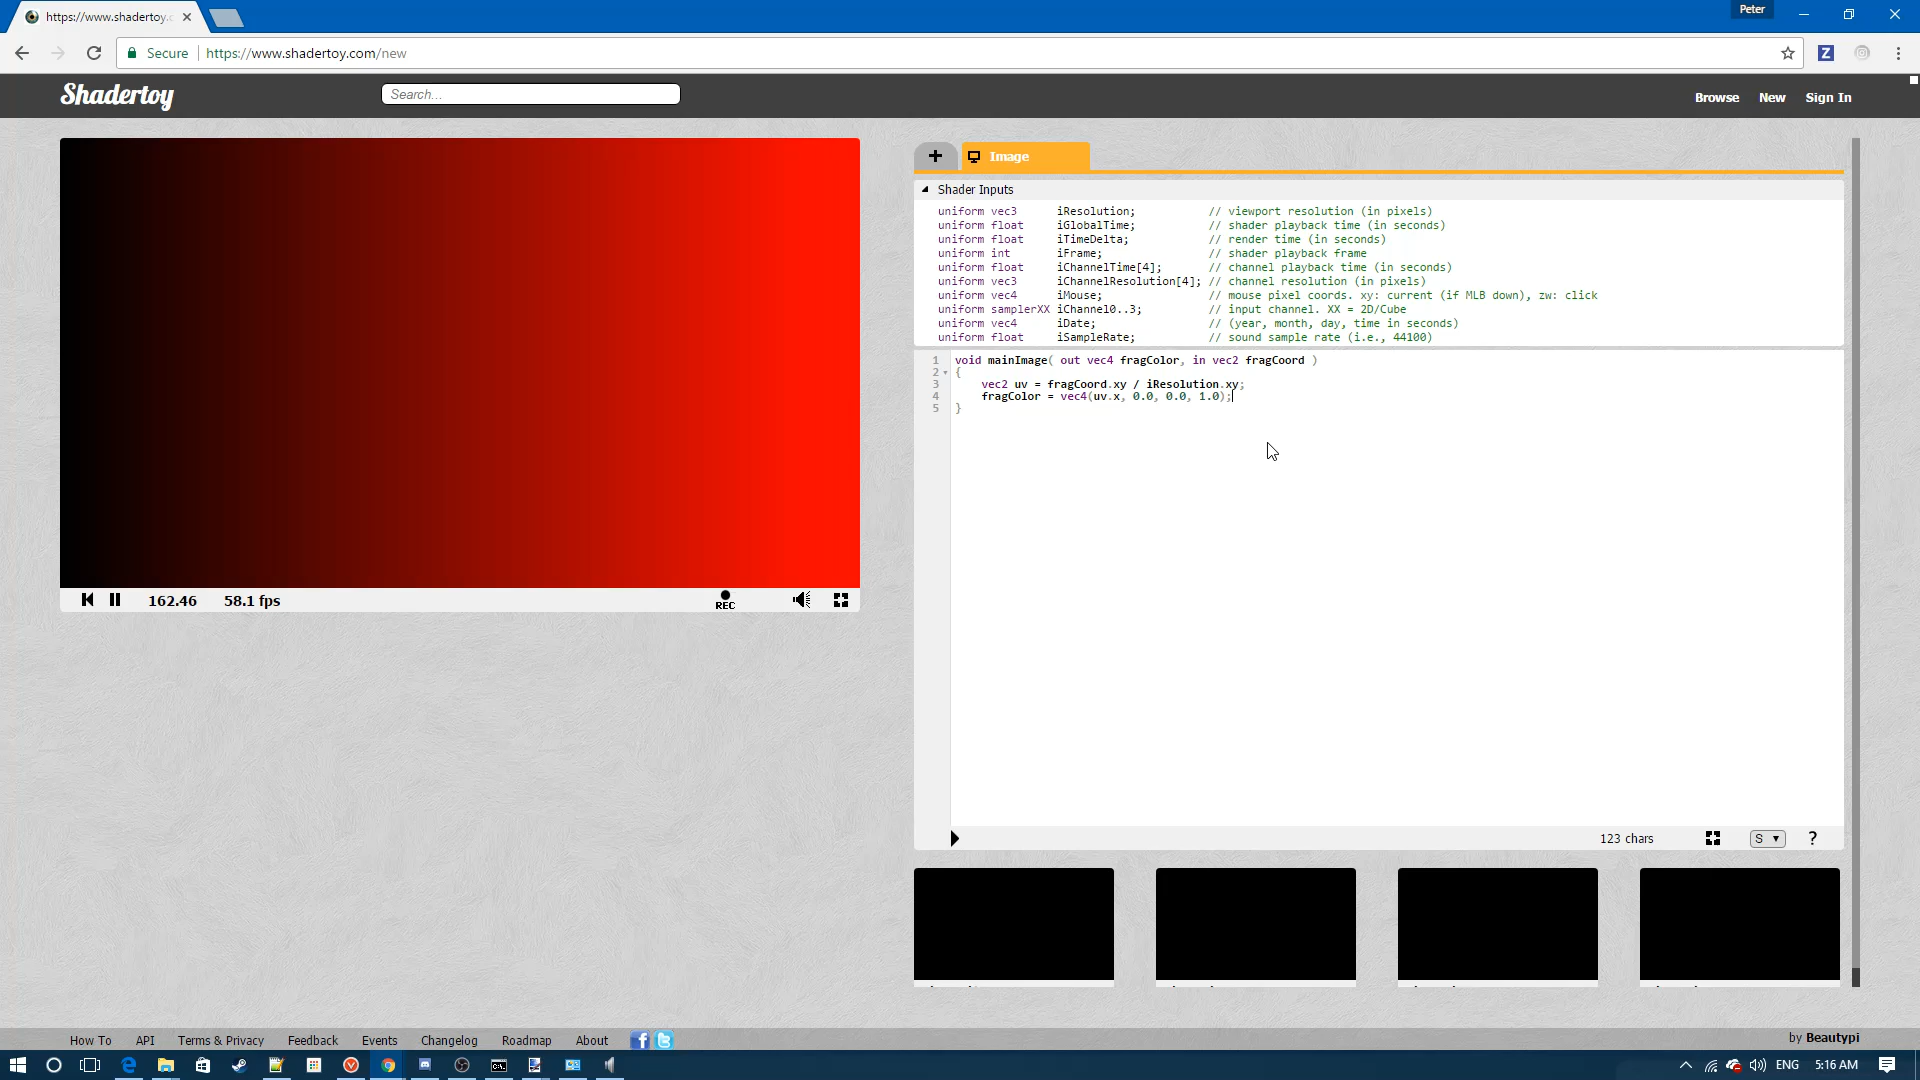 https://www.shadertoy.c
Peter
Secure
https://www.shadertoy.com/new
Z
Shadertoy
Search...
Browse New Sign In
+ Image
Shader Inputs
uniform vec3 iResolution; // viewport resolution (in pixels)
uniform float iGlobalTime; // shader playback time (in seconds)
uniform float iTimeDelta; // render time (in seconds)
uniform int iFrame; // shader playback frame
uniform float iChannelTime[4]; // channel playback time (in seconds)
uniform vec3 iChannelResolution[4]; // channel resolution (in pixels)
uniform vec4 iMouse; // mouse pixel coords. xy: current (if MLB down), zw: click
uniform samplerXX iChannel0..3; // input channel. XX = 2D/Cube
uniform vec4 iDate; // (year, month, day, time in seconds)
uniform float iSampleRate; // sound sample rate (i.e., 44100)
1 void mainImage( out vec4 fragColor, in vec2 fragCoord )
2 {
3 vec2 uv = fragCoord.xy / iResolution.xy;
4 fragColor = vec4(uv.x, 0.0, 0.0, 1.0);
5 }
162.46 58.1 fps REC
123 chars S ?
How To API Terms & Privacy Feedback Events Changelog Roadmap About
by Beautypi
ENG 5:16 AM